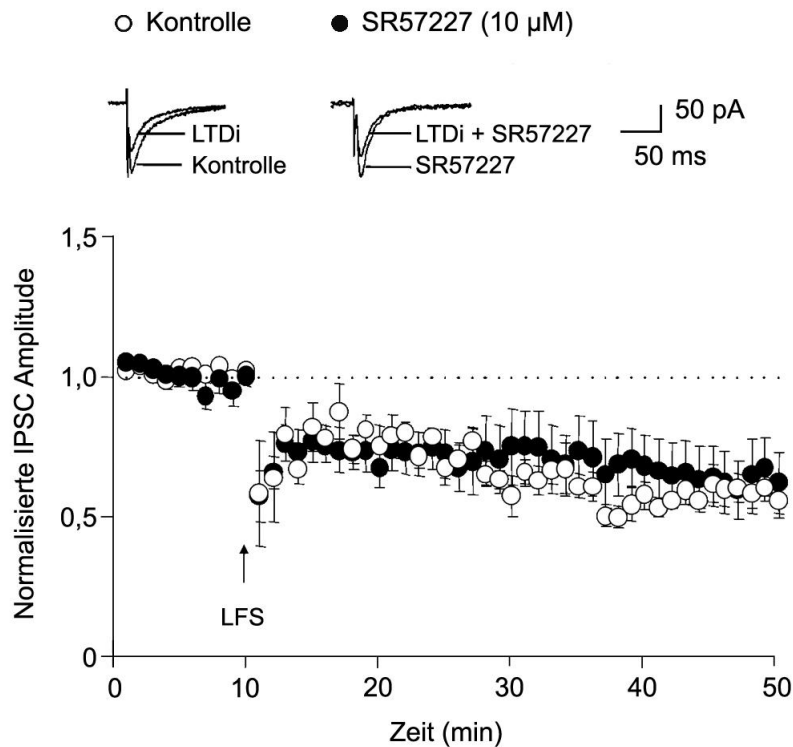 Kontrolle SR57227 (10 µM)
LTDi
Kontrolle
LTDi + SR57227
SR57227
50 pA
50 ms
Normalisierte IPSC Amplitude
1,5
1,0
0,5
0
LFS
0 10 20 30 40 50
Zeit (min)